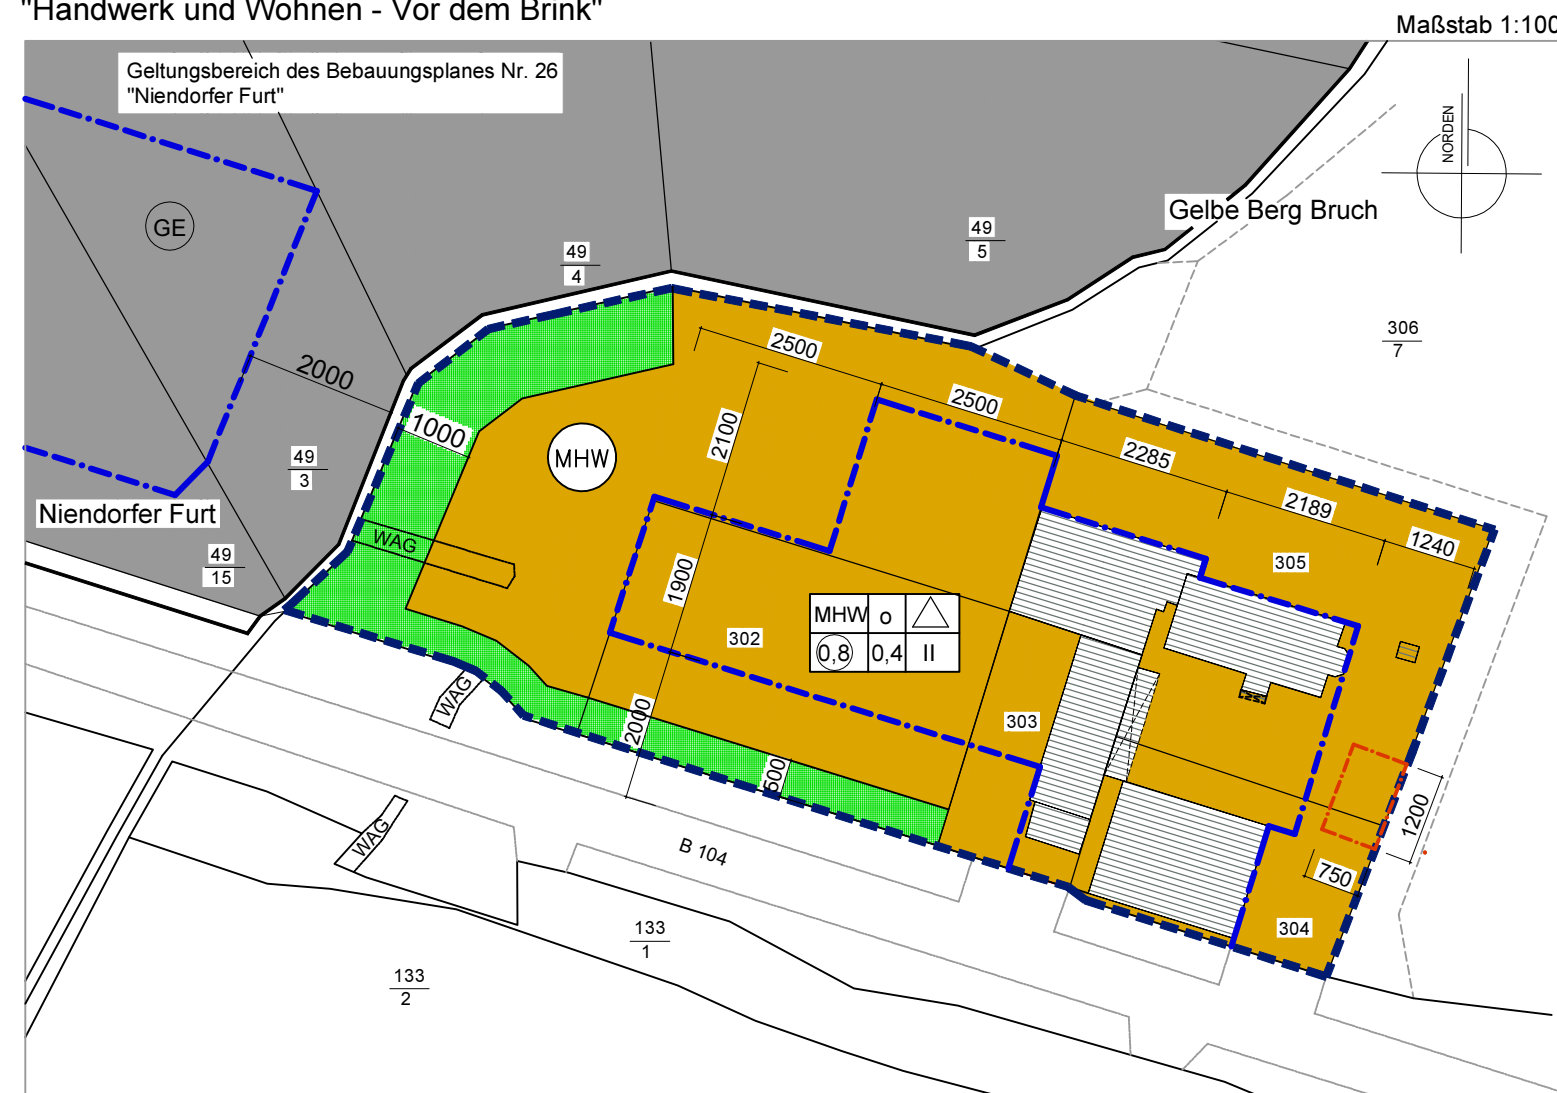 "Handwerk und Wohnen - Vor dem Brink"
Maßstab 1:100
Geltungsbereich des Bebauungsplanes Nr. 26
"Niendorfer Furt"
NORDEN
GE
Gelbe Berg Bruch
49
5
49
4
306
7
2500
2000
2500
1000
2100
MHW
2285
49
3
2189
Niendorfer Furt
1240
WAG
49
15
305
1900
MHW o
0,8 0,4 II
302
WAG
303
2000
600
1200
WAG
B 104
750
304
133
1
133
2